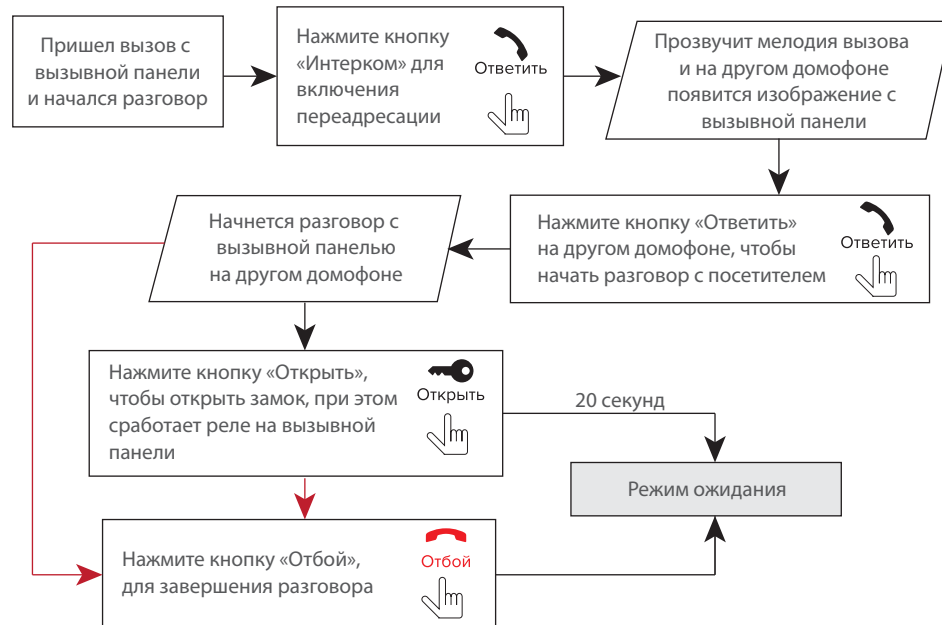 Пришел вызов с
вызывной панели
и начался разговор
Нажмите кнопку
«Интерком» для
включения
переадресации
Ответить
Прозвучит мелодия вызова
и на другом домофоне
появится изображение с
вызывной панели
Начнется разговор с
вызывной панелью
на другом домофоне
Нажмите кнопку «Ответить»
на другом домофоне, чтобы
начать разговор с посетителем
Ответить
Нажмите кнопку «Открыть»,
чтобы открыть замок, при этом
сработает реле на вызывной
панели
Открыть
20 секунд
Режим ожидания
Нажмите кнопку «Отбой»,
для завершения разговора
Отбой